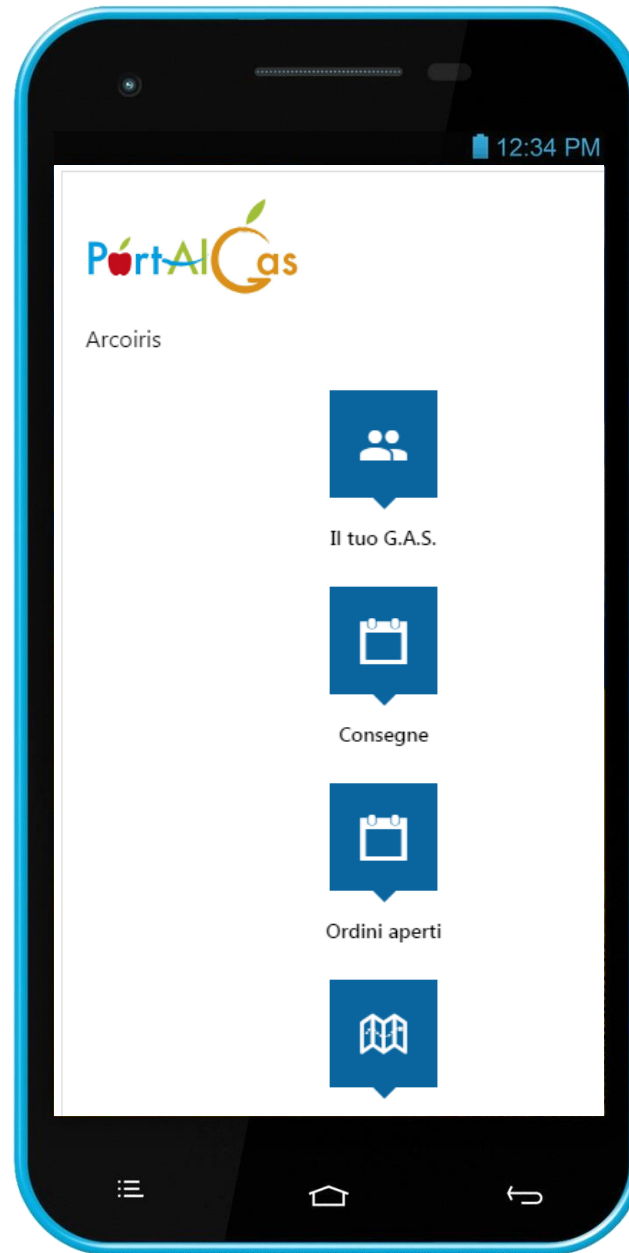 12:34 PM
PortAlGas
Arcoiris
Il tuo G.A.S.
Consegne
Ordini aperti